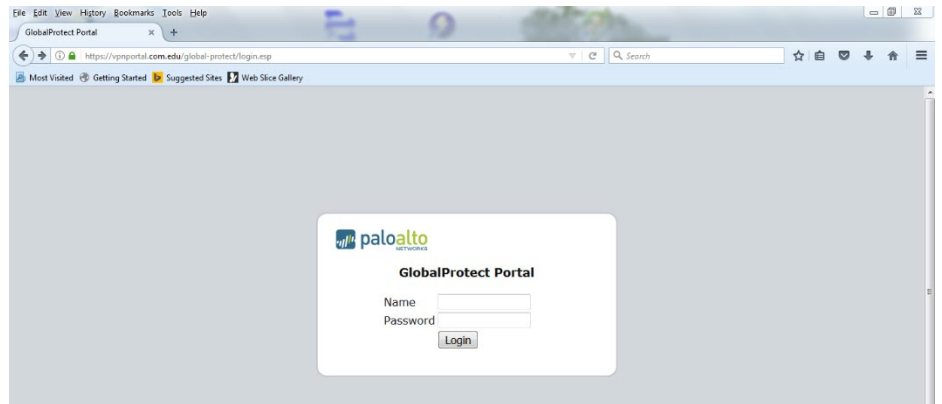 File Edit View History Bookmarks Tools Help
GlobalProtect Portal × +
https://vpnportal.com.edu/global-protect/login.esp Search
Most Visited Getting Started Suggested Sites Web Slice Gallery
paloalto
NETWORKS
GlobalProtect Portal
Name
Password
Login